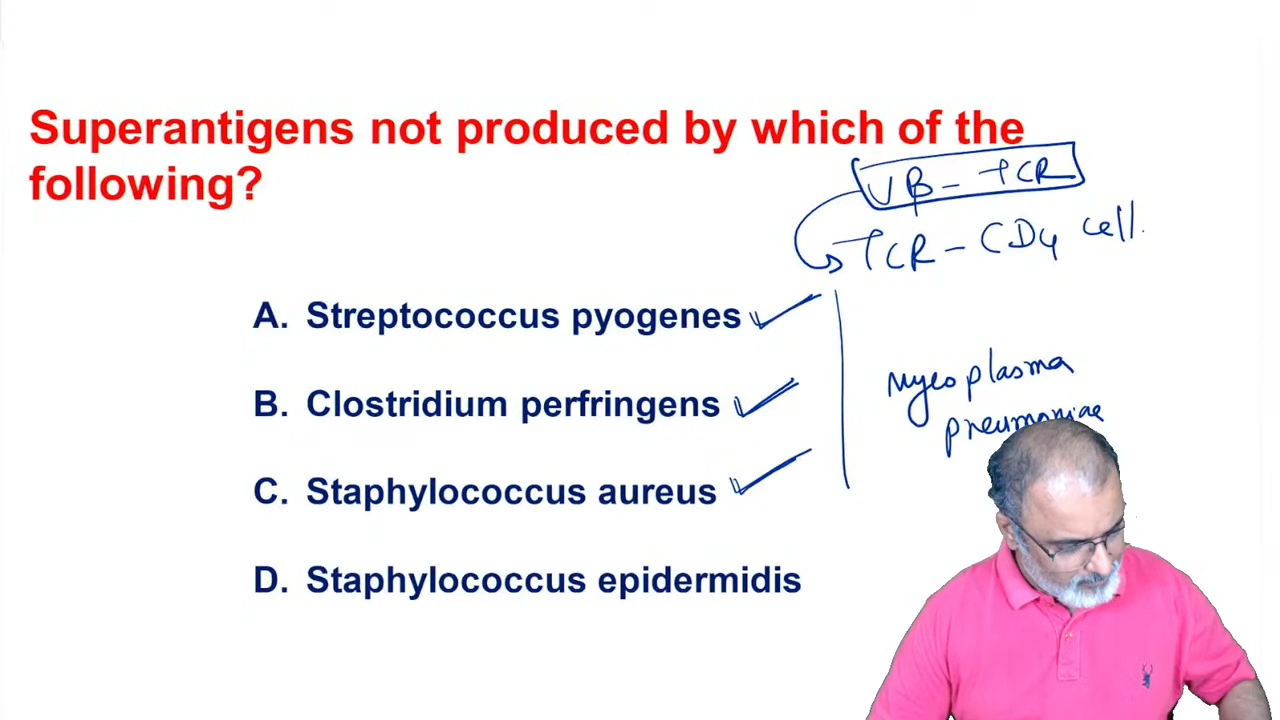 Superantigens not produced by which of the
following?
Vβ - TCR
TCR - CD4 cell.
A. Streptococcus pyogenes
B. Clostridium perfringens
C. Staphylococcus aureus
D. Staphylococcus epidermidis
Mycoplasma
pneumoniae